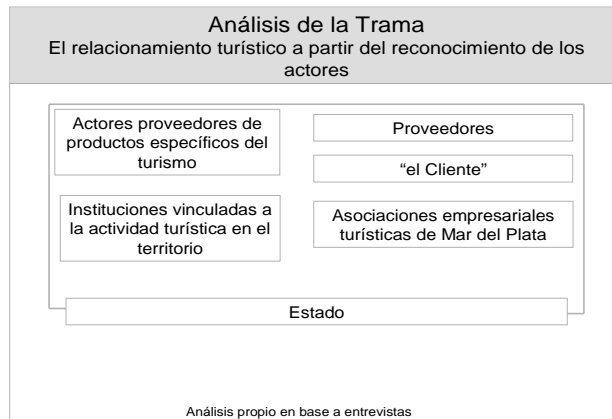 Análisis de la Trama
El relacionamiento turístico a partir del reconocimiento de los
actores
Actores proveedores de
productos específicos del
turismo
Proveedores
“el Cliente”
Instituciones vinculadas a
la actividad turística en el
territorio
Asociaciones empresariales
turísticas de Mar del Plata
Estado
Análisis propio en base a entrevistas